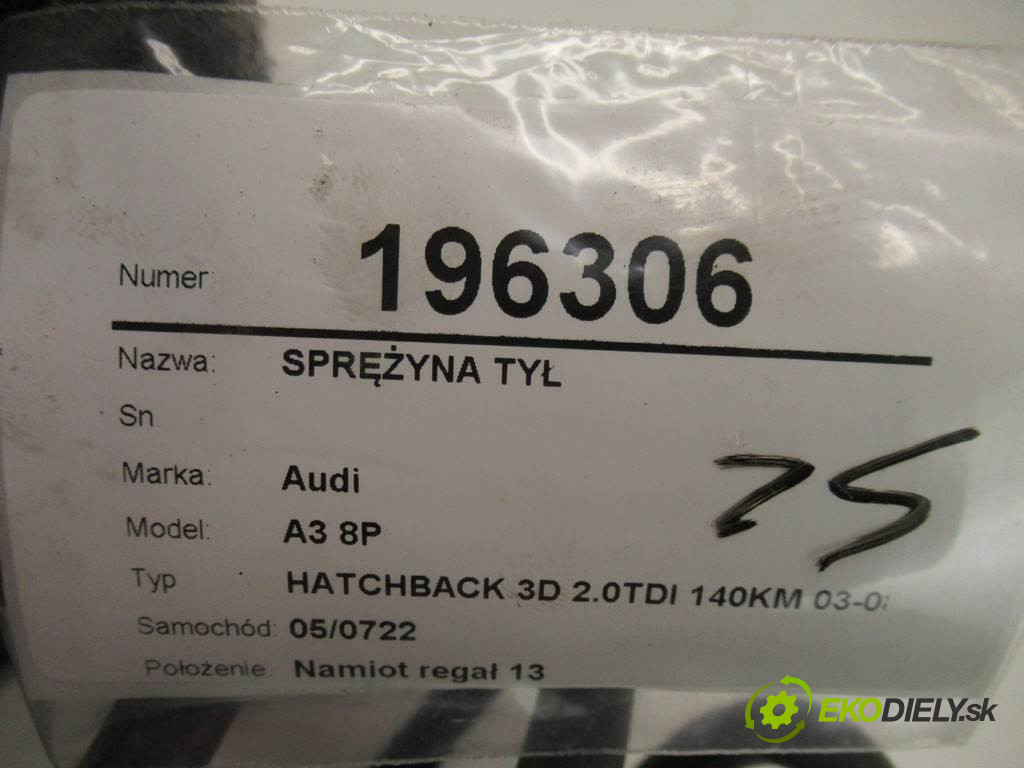 Numer: 196306
Nazwa: SPRĘŻYNA TYŁ
Sn
Marka: Audi
Model: A3 8P
Typ HATCHBACK 3D 2.0TDI 140KM 03-0
Samochód: 05/0722
Położenie: Namiot regał 13
EKODIELY.sk